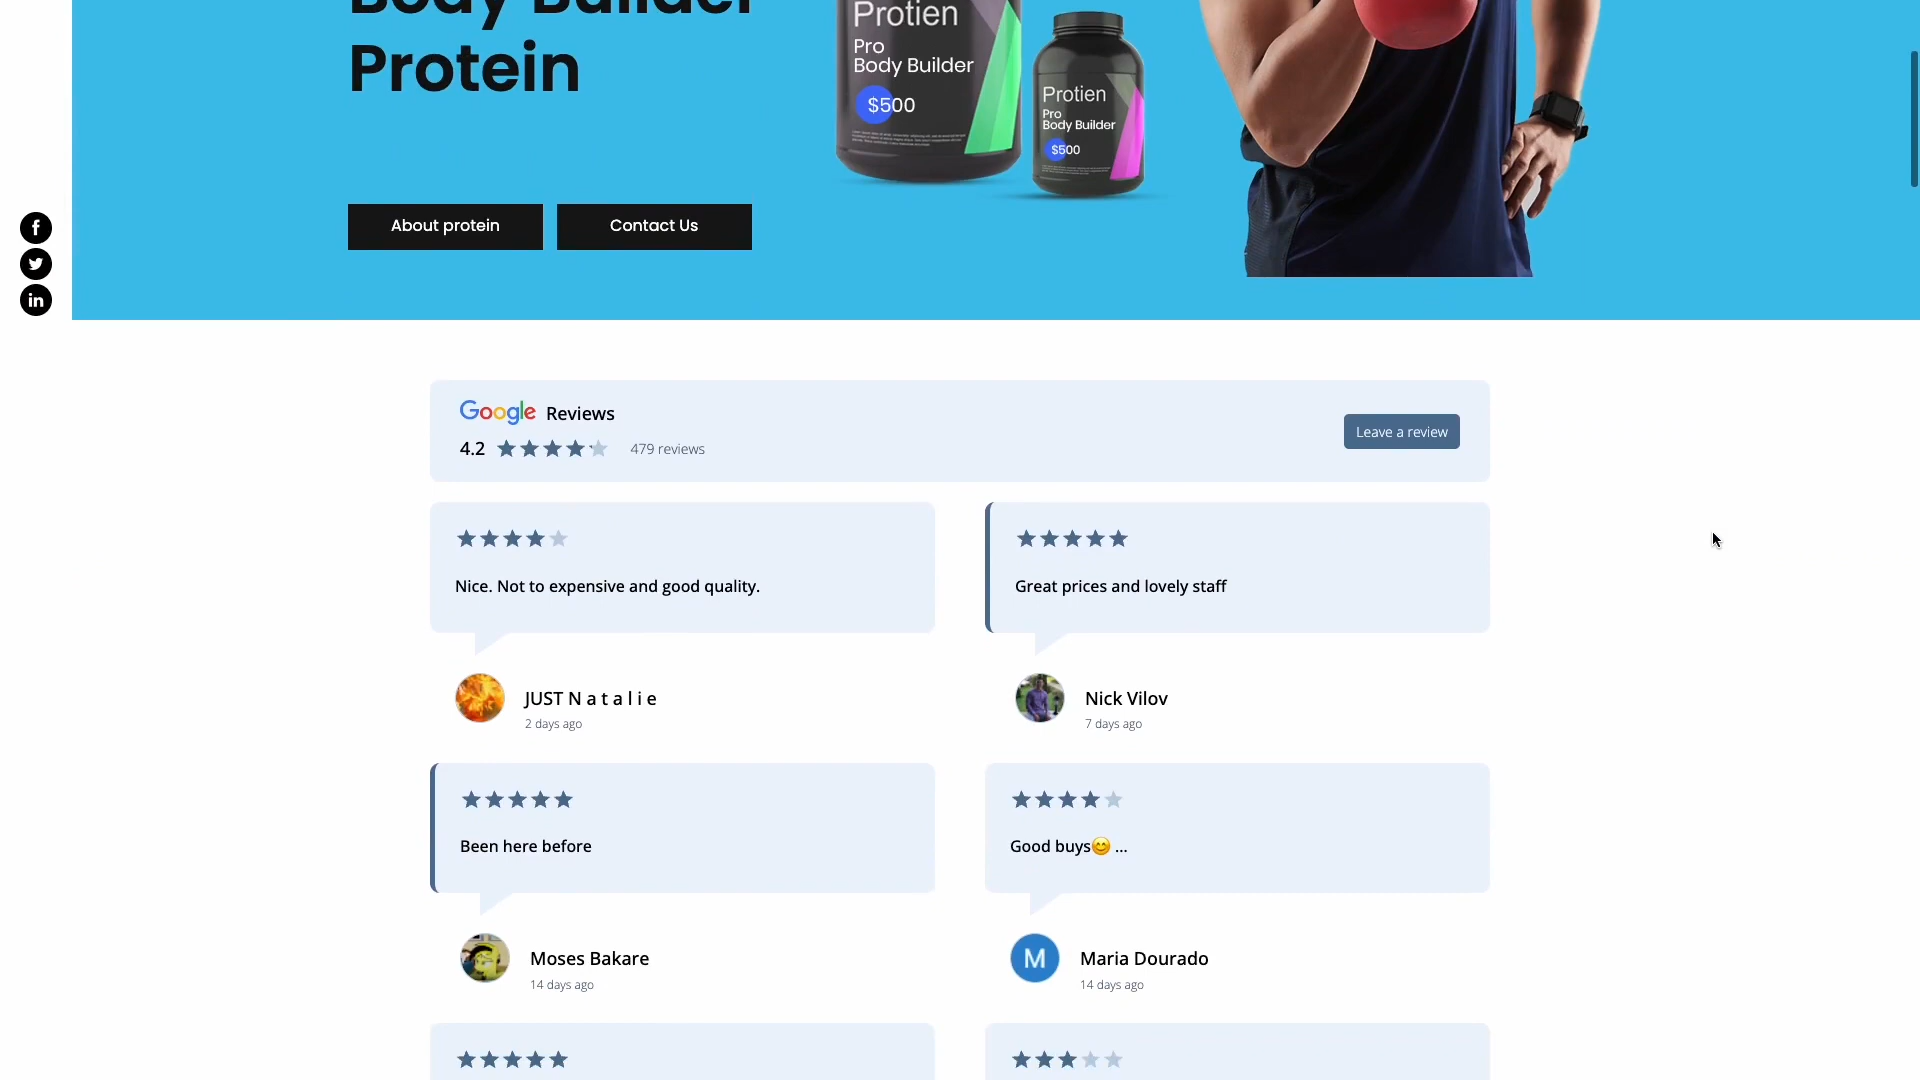 Body Builder
Protein
Protien
Pro
Body Builder
$500
Protien
Pro
Body Builder
$500
About protein
Contact Us
Google Reviews
4.2
479 reviews
Leave a review
Nice. Not to expensive and good quality.
JUST N a t a l i e
2 days ago
Great prices and lovely staff
Nick Vilov
7 days ago
Been here before
Moses Bakare
14 days ago
Good buys😊 ...
M
Maria Dourado
14 days ago